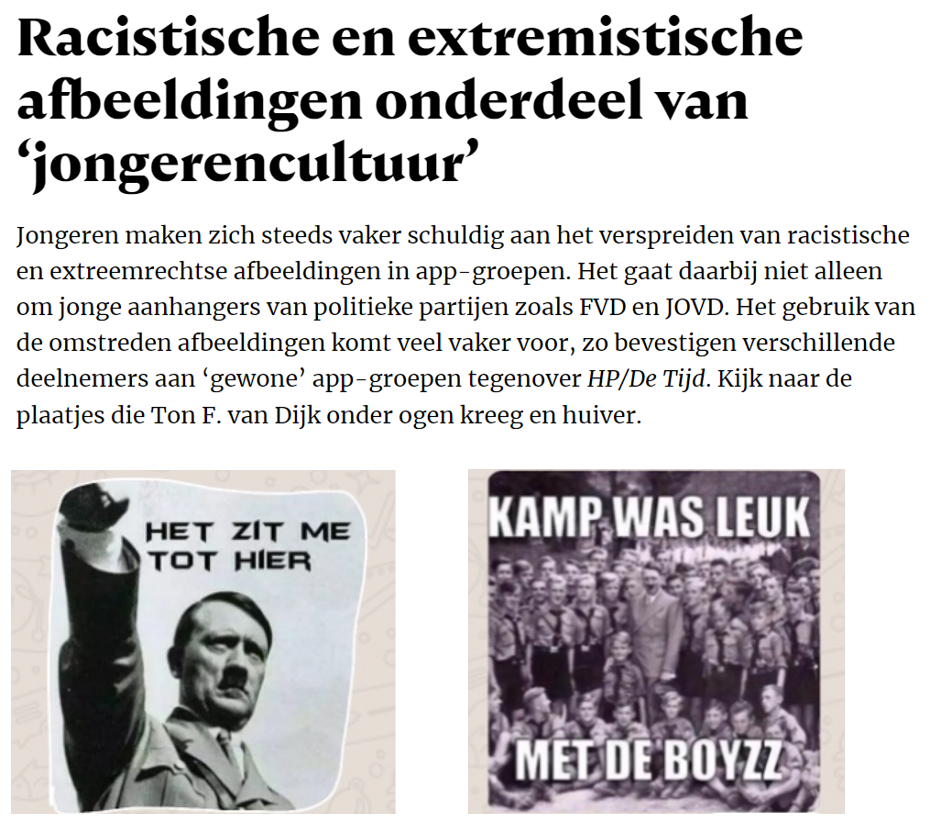 Racistische en extremistische
afbeeldingen onderdeel van
‘jongerencultuur’
Jongeren maken zich steeds vaker schuldig aan het verspreiden van racistische
en extreemrechtse afbeeldingen in app-groepen. Het gaat daarbij niet alleen
om jonge aanhangers van politieke partijen zoals FVD en JOVD. Het gebruik van
de omstreden afbeeldingen komt veel vaker voor, zo bevestigen verschillende
deelnemers aan ‘gewone’ app-groepen tegenover HP/De Tijd. Kijk naar de
plaatjes die Ton F. van Dijk onder ogen kreeg en huiver.
HET ZIT ME
TOT HIER
KAMP WAS LEUK
MET DE BOYZZ